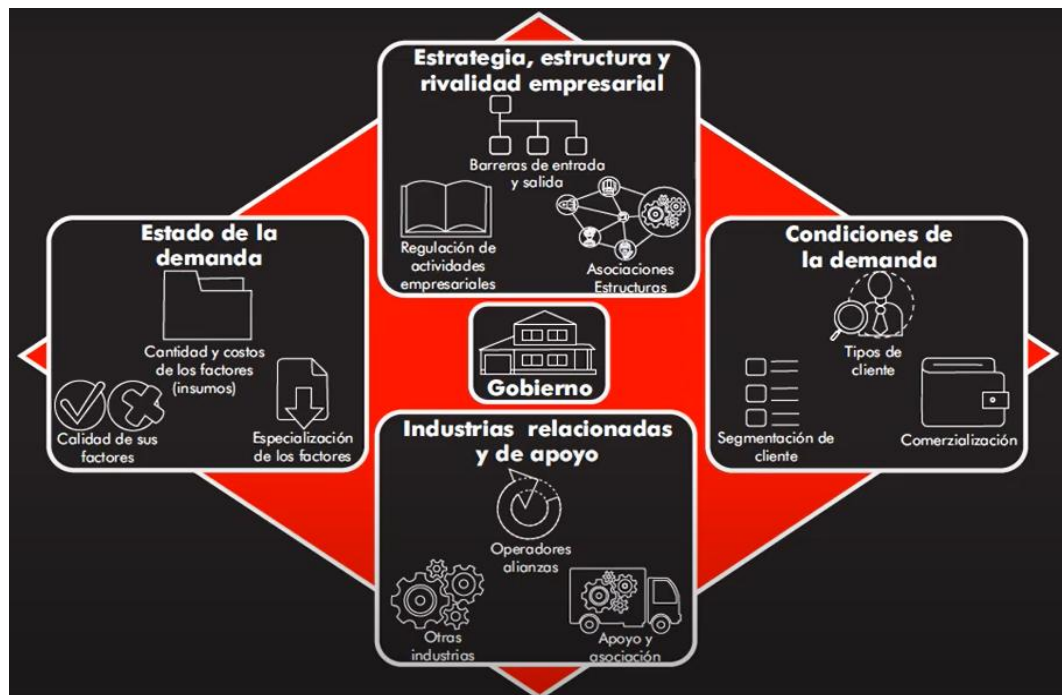 Estrategia, estructura y
rivalidad empresarial
Barreras de entrada
y salida
Regulación de
actividades
empresariales
Asociaciones
Estructuras
Estado de la
demanda
Cantidad y costos
de los factores
(insumos)
Calidad de sus
factores
Especialización
de los factores
Gobierno
Condiciones de
la demanda
Tipos de
cliente
Segmentación de
cliente
Comerzialización
Industrias relacionadas
y de apoyo
Operadores
alianzas
Otras
industrias
Apoyo y
asociación